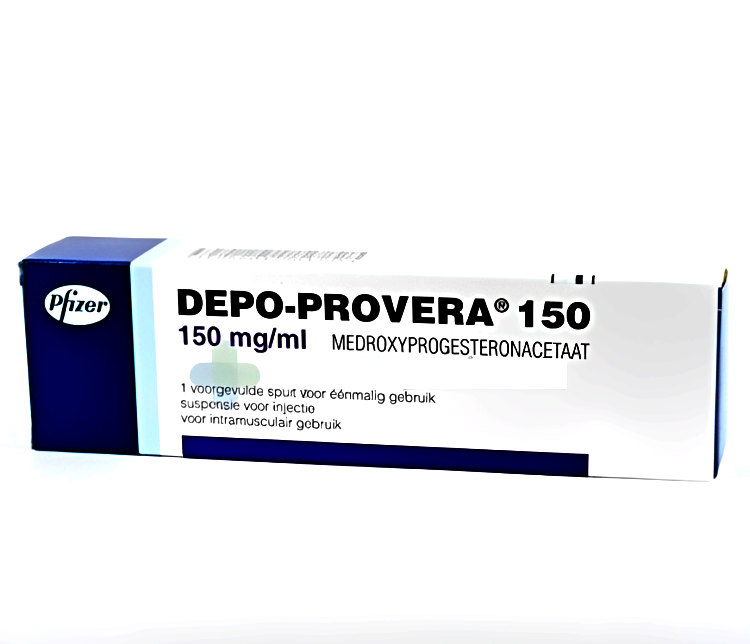 Pfizer
DEPO-PROVERA® 150
150 mg/ml MEDROXYPROGESTERONACETAAT
1 voorgevulde spuit voor éénmalig gebruik
suspensie voor injectie
voor intramusculair gebruik